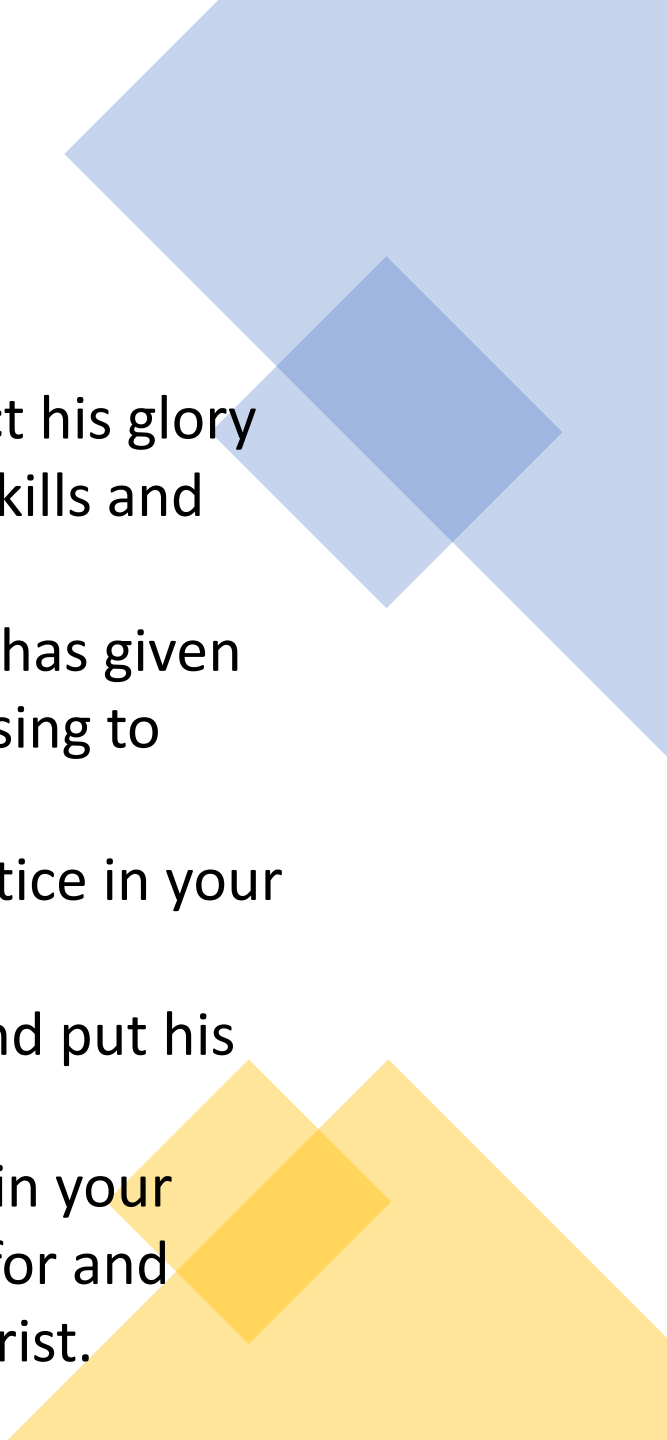 t his glory
kills and
has given
sing to
tice in your
nd put his
in your
for and
rist.